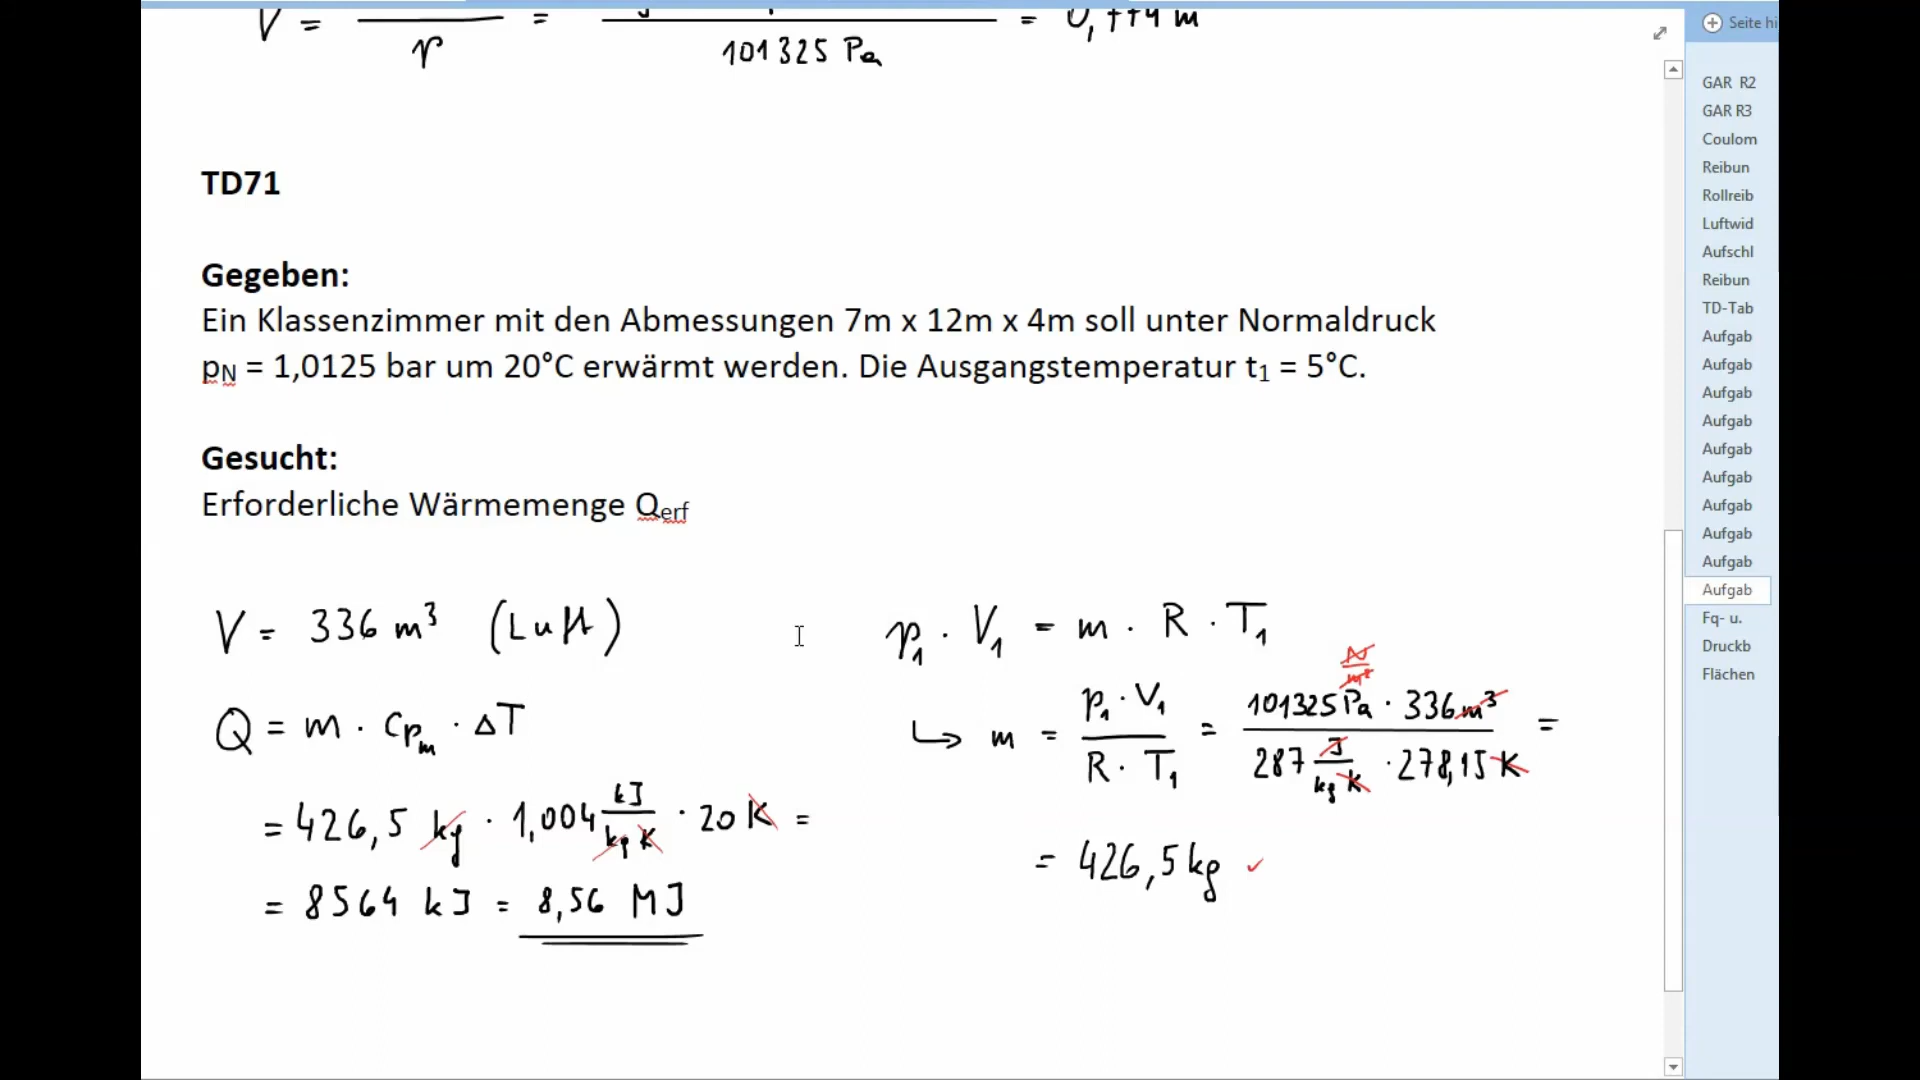 V = —— = —— = 0,774 m
p
101325 Pa
TD71
Gegeben:
Ein Klassenzimmer mit den Abmessungen 7m x 12m x 4m soll unter Normaldruck
pN = 1,0125 bar um 20°C erwärmt werden. Die Ausgangstemperatur t1 = 5°C.
Gesucht:
Erforderliche Wärmemenge Qerf
V = 336 m³ (Luft)
Q = m · cpm · ΔT
= 426,5 kg · 1,004 kJ/kg K · 20 K =
= 8564 kJ = 8,56 MJ
p1 · V1 = m · R · T1
N/m²
↳ m = p1 · V1 / R · T1 = 101325 Pa · 336 m³ / 287 J/kg K · 278,15 K =
= 426,5 kg ✓
Seite hi
GAR R2
GAR R3
Coulom
Reibun
Rollreib
Luftwid
Aufschl
Reibun
TD-Tab
Aufgab
Aufgab
Aufgab
Aufgab
Aufgab
Aufgab
Aufgab
Aufgab
Aufgab
Aufgab
Fq- u.
Druckb
Flächen